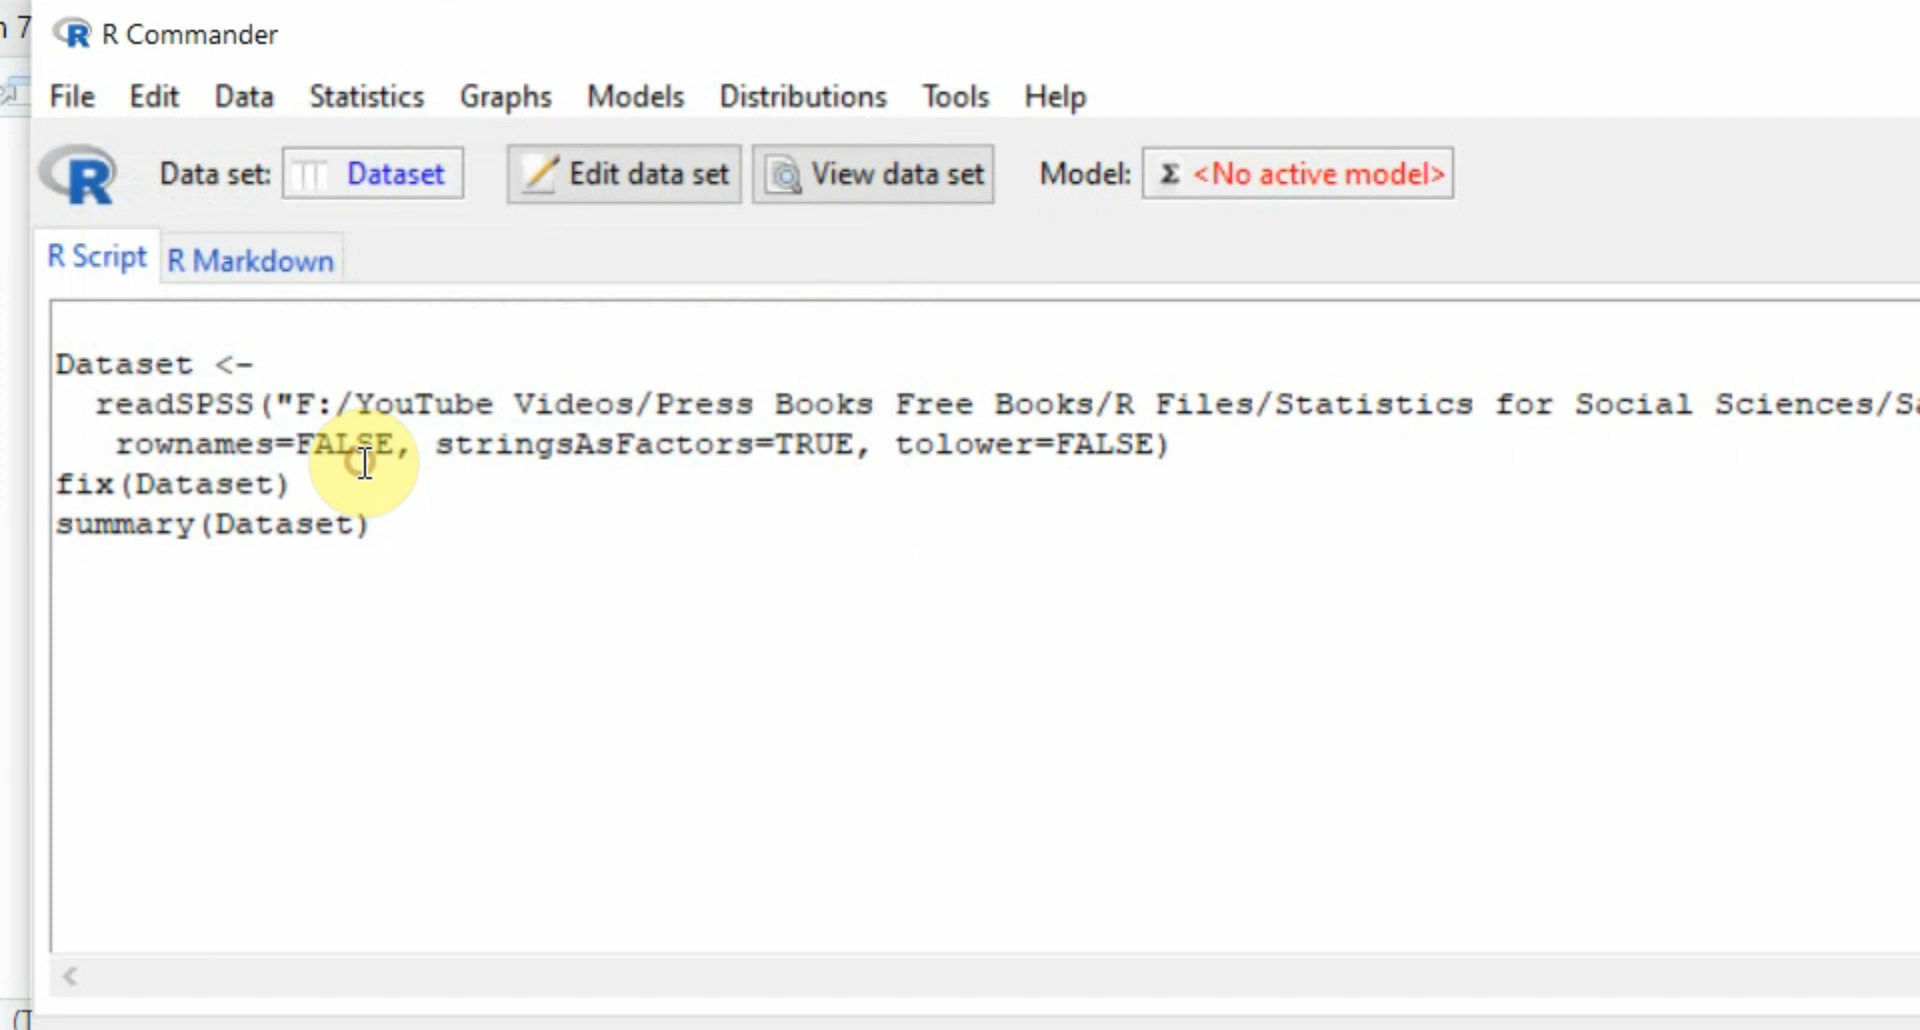 R Commander
File Edit Data Statistics Graphs Models Distributions Tools Help
R Data set: Dataset Edit data set View data set Model: Σ <No active model>
R Script R Markdown
Dataset <-
readSPSS("F:/YouTube Videos/Press Books Free Books/R Files/Statistics for Social Sciences/Sa
rownames=FALSE, stringsAsFactors=TRUE, tolower=FALSE)
fix(Dataset)
summary(Dataset)